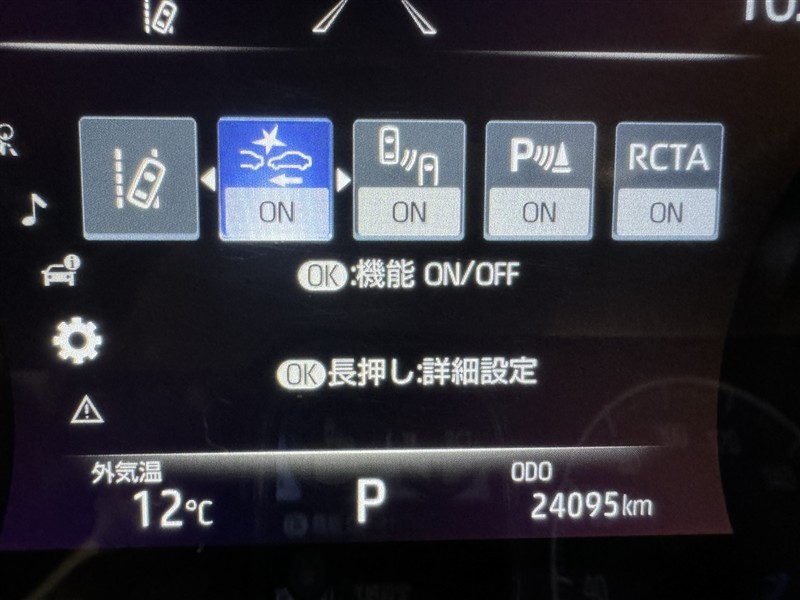 P RCTA
ON ON ON ON
OK:機能 ON/OFF
OK長押し:詳細設定
外気温 ODO
12℃ P 24095km